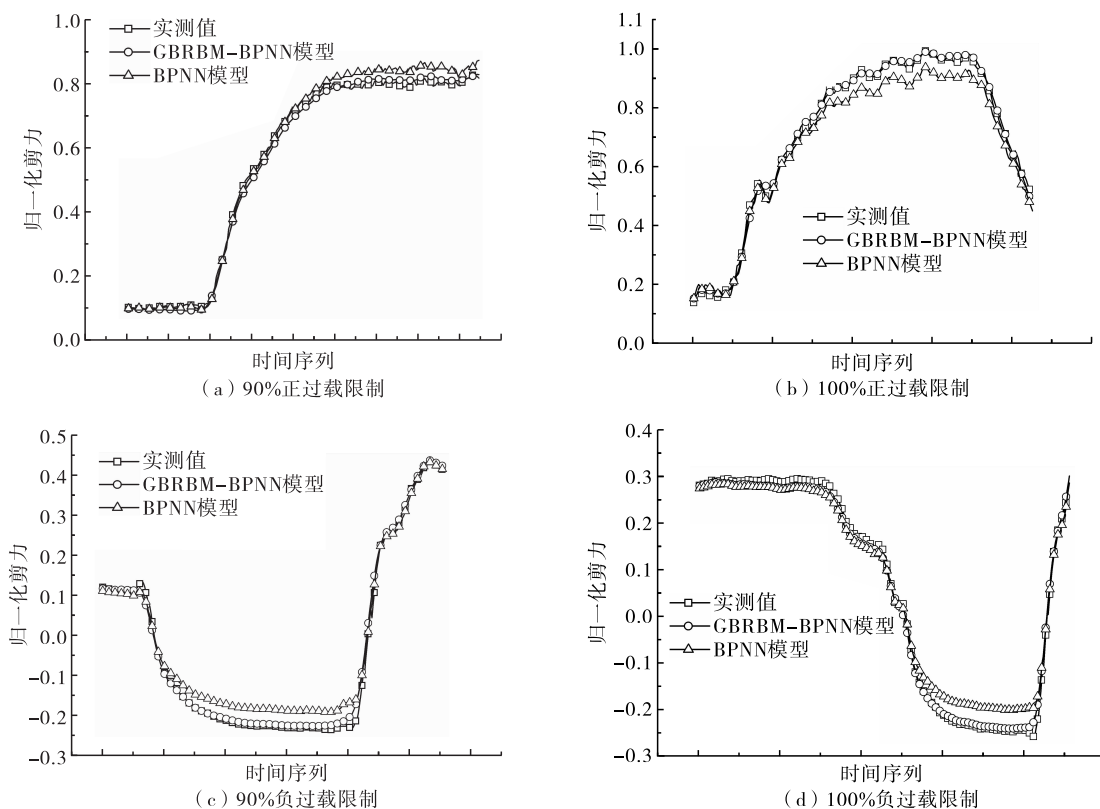 1.0
0.8
0.6
0.4
0.2
0.0
归一化剪力
实测值
GBRBM-BPNN模型
BPNN模型
时间序列
（a）90%正过载限制
1.1
1.0
0.8
0.6
0.4
0.2
0.0
归一化剪力
实测值
GBRBM-BPNN模型
BPNN模型
时间序列
（b）100%正过载限制
0.5
0.4
0.3
0.2
0.1
0.0
-0.1
-0.2
-0.3
归一化剪力
实测值
GBRBM-BPNN模型
BPNN模型
时间序列
（c）90%负过载限制
0.4
0.3
0.2
0.1
0.0
-0.1
-0.2
-0.3
归一化剪力
实测值
GBRBM-BPNN模型
BPNN模型
时间序列
（d）100%负过载限制